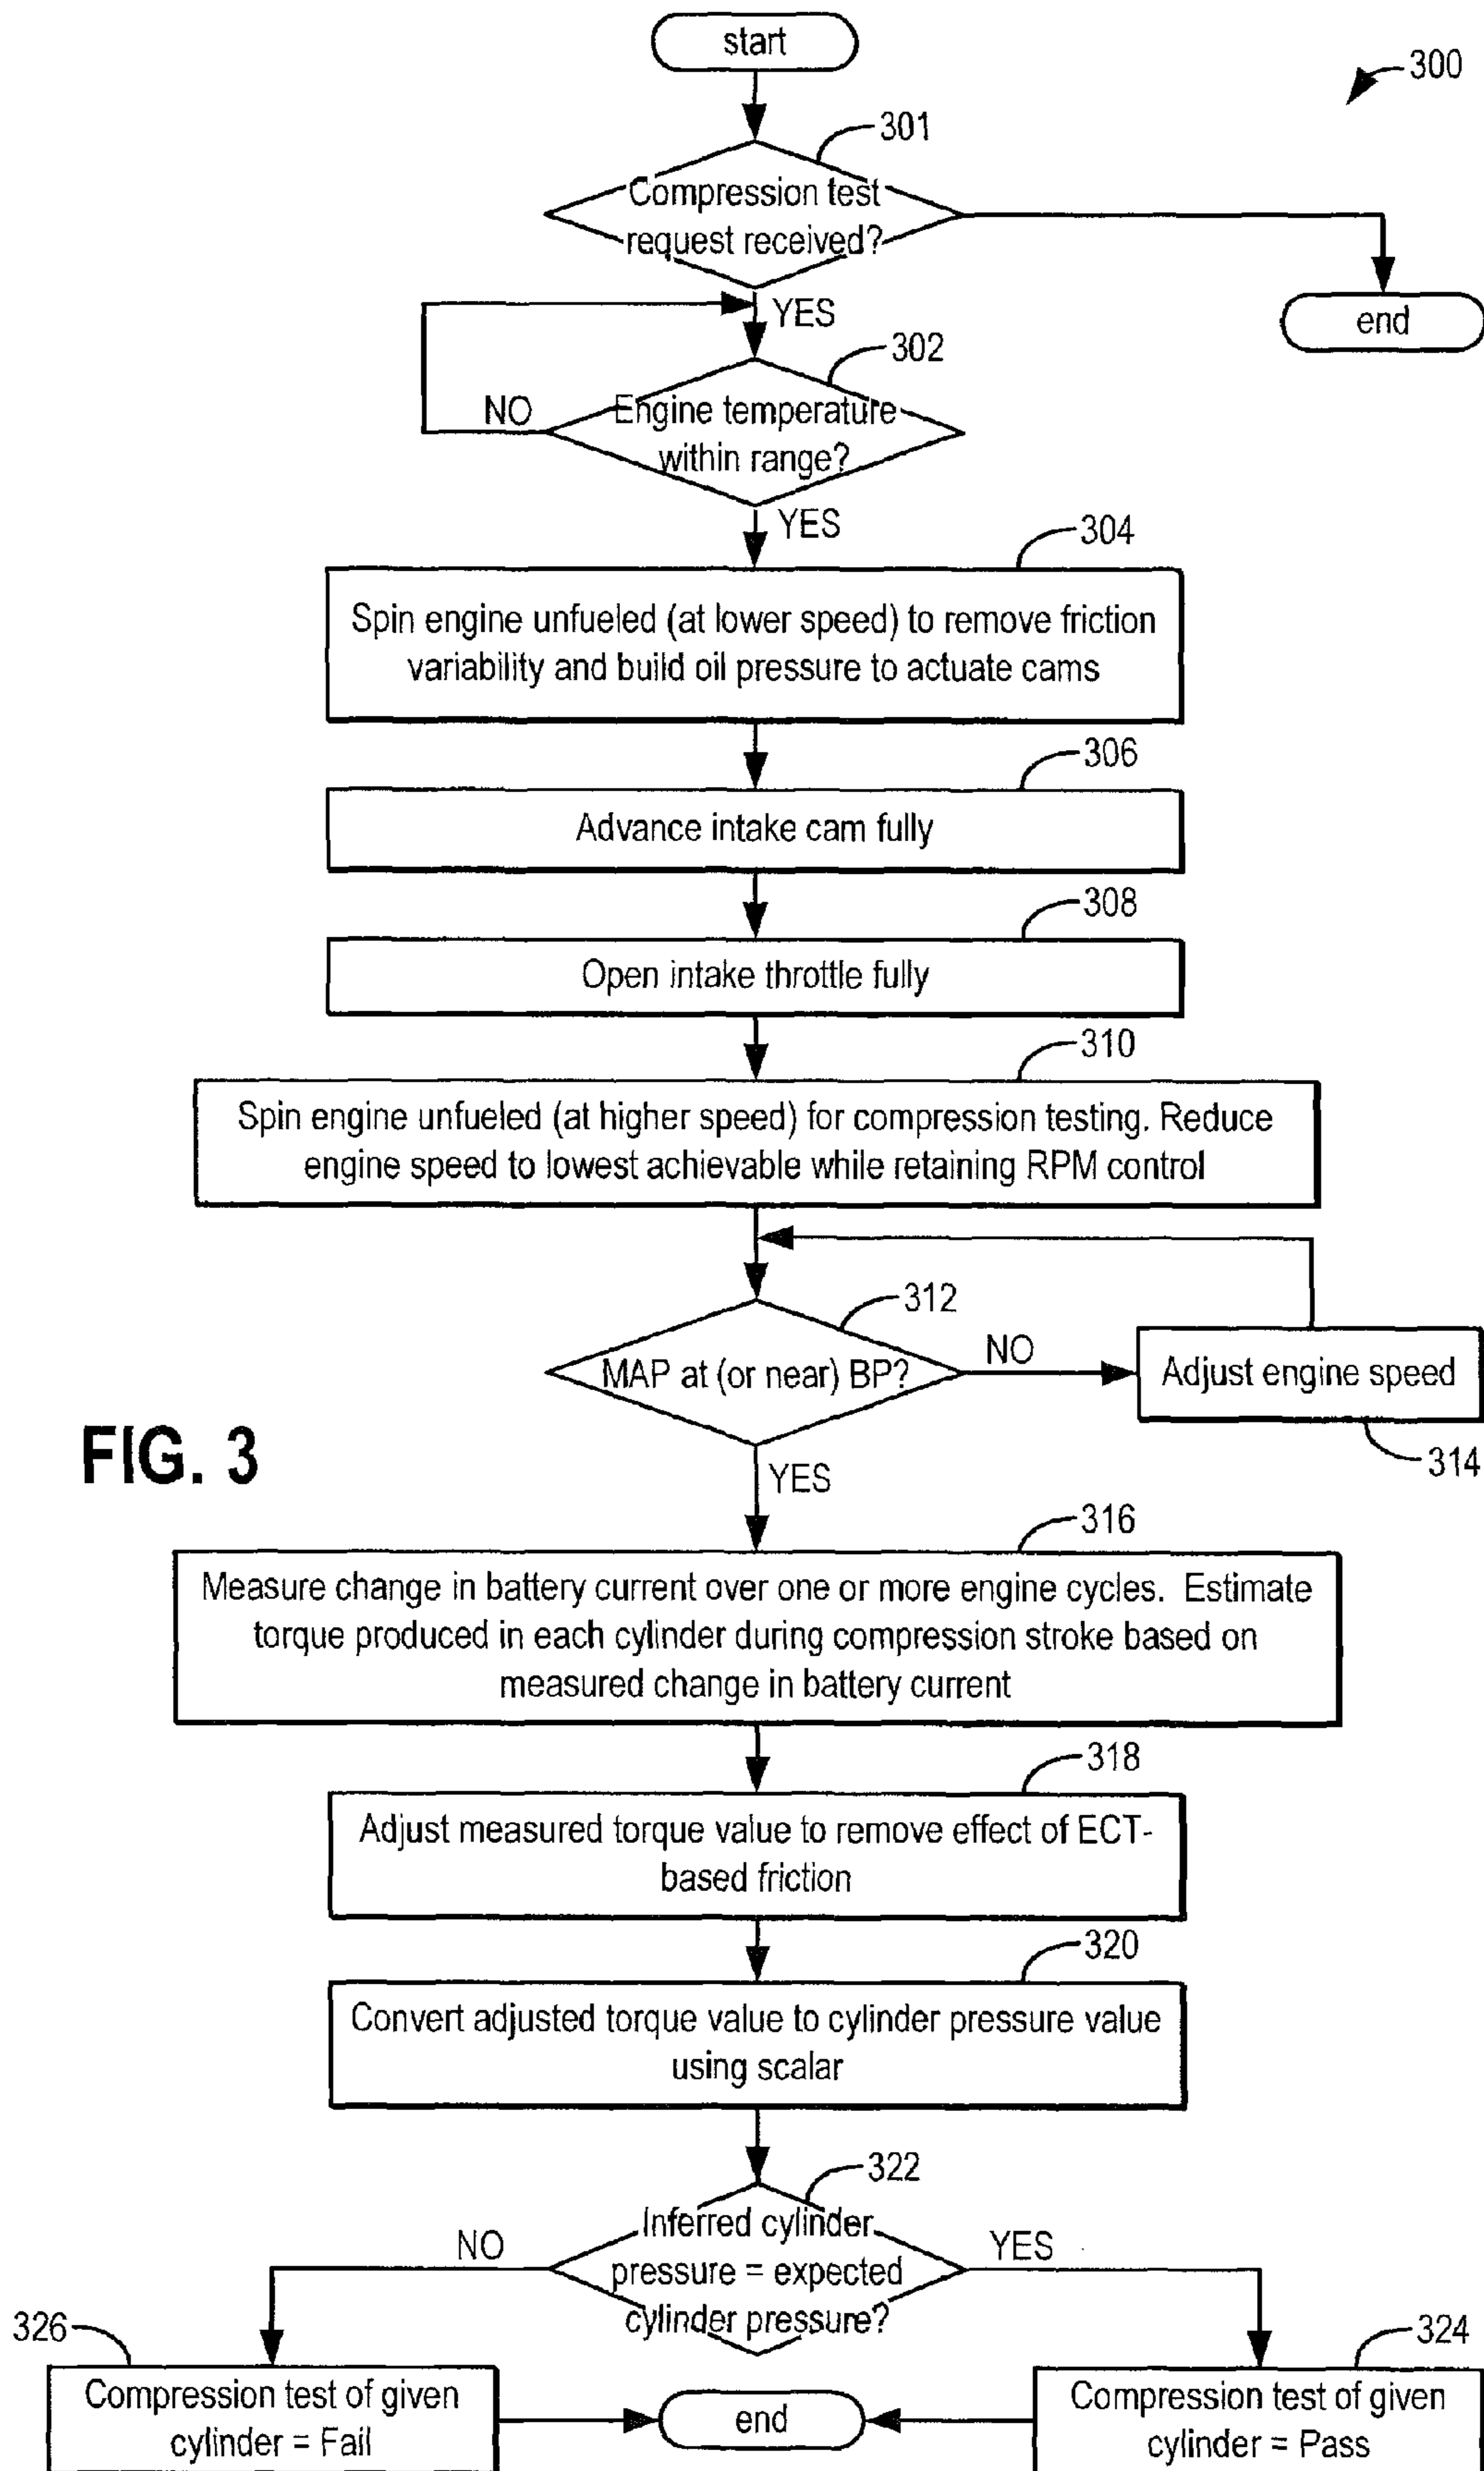 start
300
301
Compression test
request received?
end
YES
302
NO
Engine temperature
within range?
YES
304
Spin engine unfueled (at lower speed) to remove friction
variability and build oil pressure to actuate cams
306
Advance intake cam fully
308
Open intake throttle fully
310
Spin engine unfueled (at higher speed) for compression testing. Reduce
engine speed to lowest achievable while retaining RPM control
312
MAP at (or near) BP?
NO
Adjust engine speed
314
FIG. 3
YES
316
Measure change in battery current over one or more engine cycles. Estimate
torque produced in each cylinder during compression stroke based on
measured change in battery current
318
Adjust measured torque value to remove effect of ECT-
based friction
320
Convert adjusted torque value to cylinder pressure value
using scalar
322
Inferred cylinder
pressure = expected
cylinder pressure?
NO
YES
326
324
Compression test of given
cylinder = Fail
end
Compression test of given
cylinder = Pass